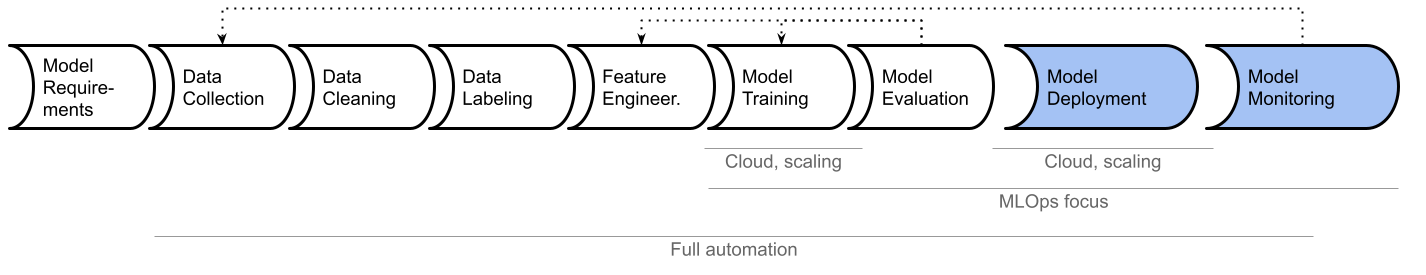 Model
Require-
ments
Data
Collection
Data
Cleaning
Data
Labeling
Feature
Engineer.
Model
Training
Model
Evaluation
Model
Deployment
Model
Monitoring
Cloud, scaling
Cloud, scaling
MLOps focus
Full automation